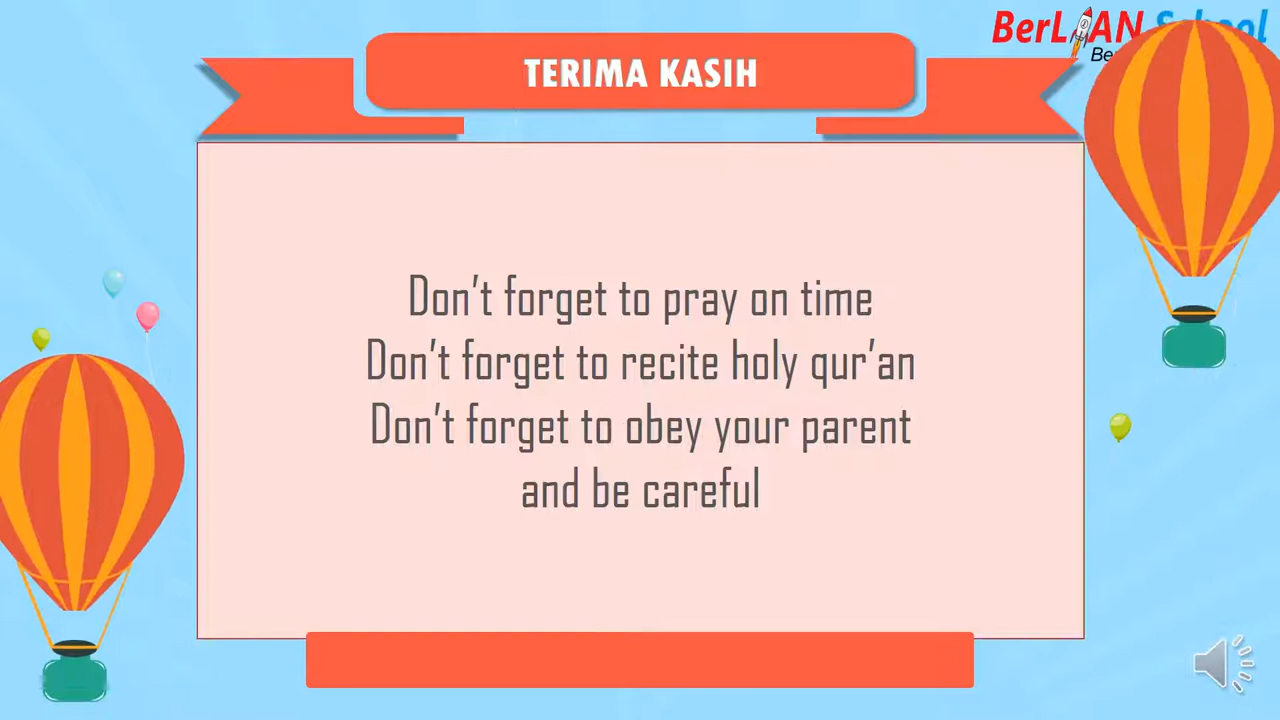 BerLIAN School
TERIMA KASIH
Don't forget to pray on time
Don't forget to recite holy qur'an
Don't forget to obey your parent
and be careful